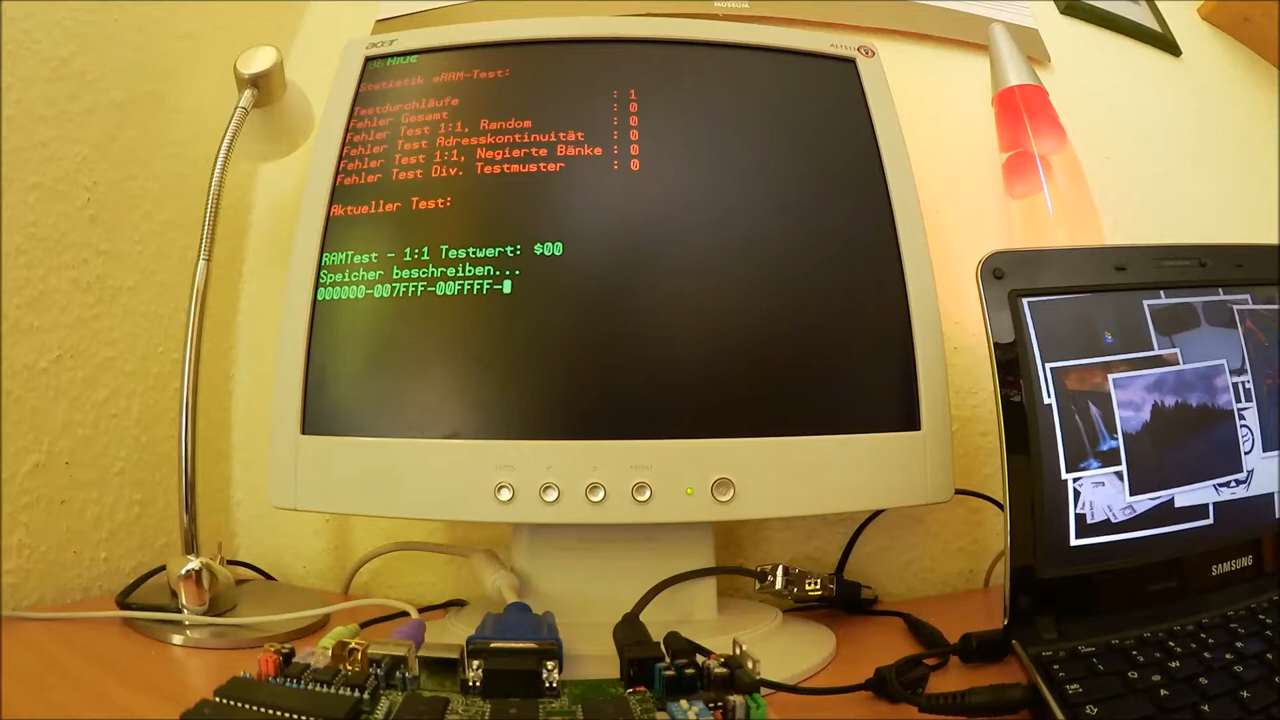 MUSEUM
acer
Statistik eRAM-Test:
Testdurchläufe : 1
Fehler Gesamt : 0
Fehler Test 1:1, Random : 0
Fehler Test Adresskontinuität : 0
Fehler Test 1:1, Negierte Bänke : 0
Fehler Test Div. Testmuster : 0
Aktueller Test:
RAMTest - 1:1 Testwert: $00
Speicher beschreiben...
000000-007FFF-00FFFF-
MENU
SAMSUNG